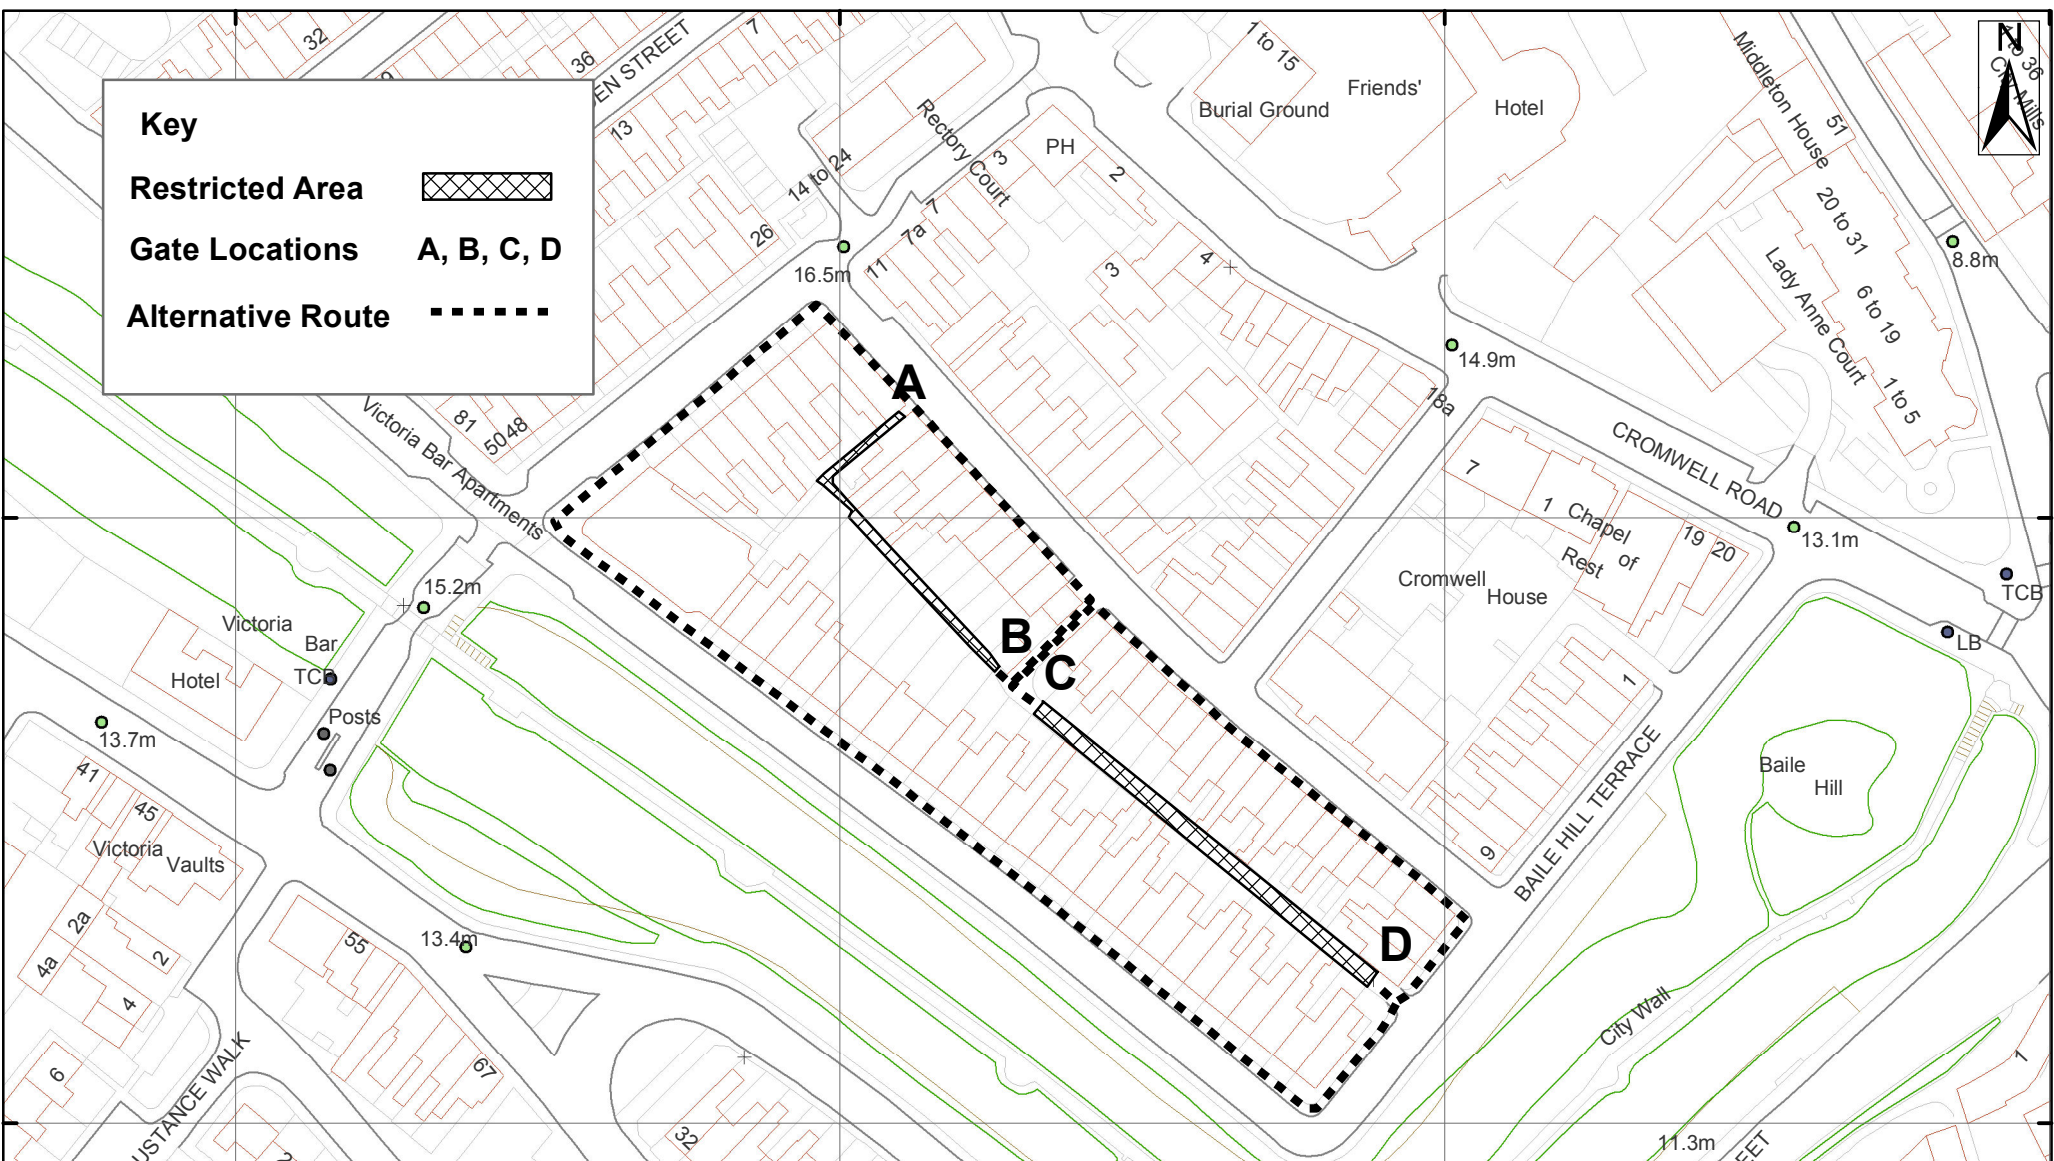 Key
Restricted Area
Gate Locations A, B, C, D
Alternative Route
N
32
36
EN STREET
7
13
14 to 24
26
Rectory Court
3
PH
2
1 to 15
Friends'
Burial Ground
Hotel
Middleton House
51
36
20 to 31
8.8m
Lady Anne Court
6 to 19
1 to 5
7
7a
11
16.5m
3
4
14.9m
18a
CROMWELL ROAD
13.1m
TCB
LB
A
81
50
48
Victoria Bar Apartments
15.2m
Victoria
Bar
TCB
Hotel
Posts
13.7m
7
1
Chapel
of
Rest
19
20
Cromwell
House
1
9
BAILE HILL TERRACE
Baile
Hill
B
C
D
41
45
Victoria
Vaults
2a
4a
2
4
6
55
13.4m
67
32
USTANCE WALK
City Wall
11.3m
EET
1